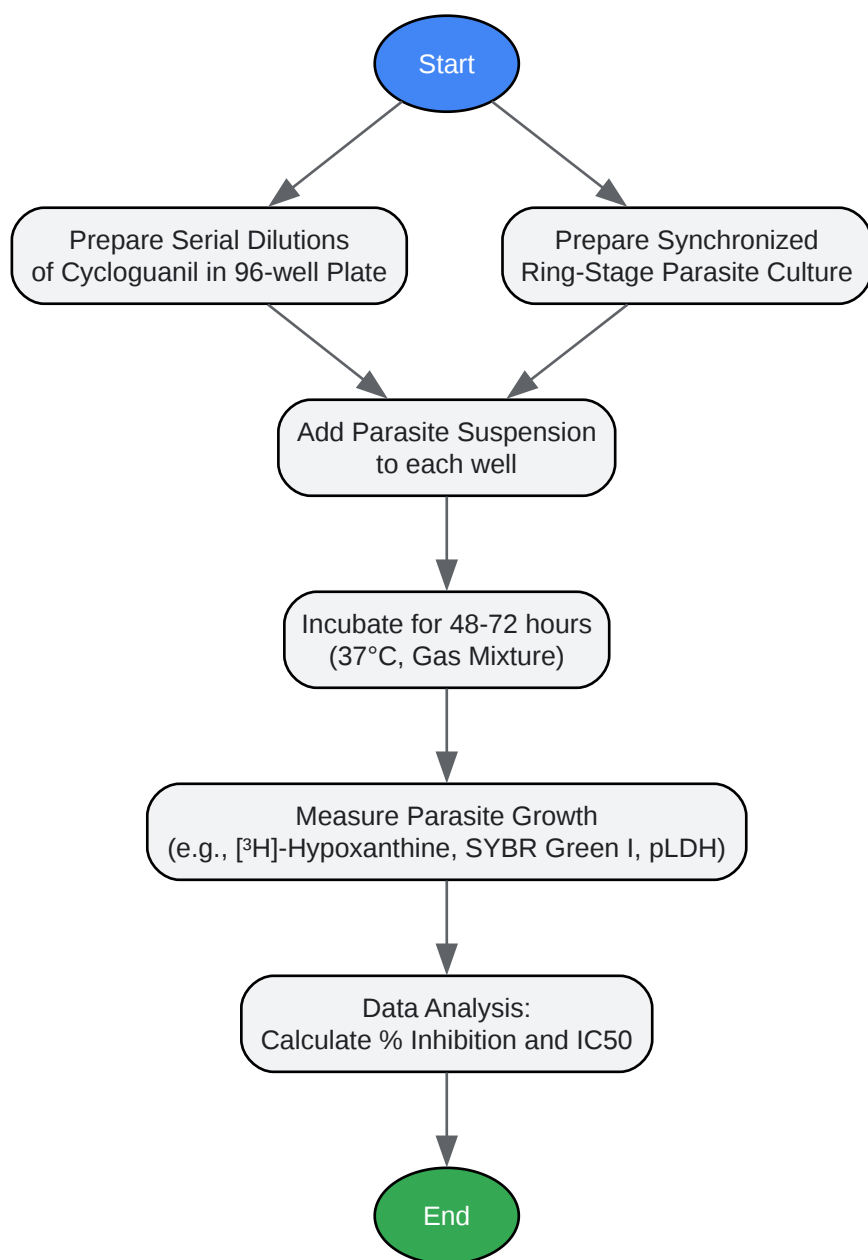 Start
Prepare Serial Dilutions
of Cycloguanil in 96-well Plate
Prepare Synchronized
Ring-Stage Parasite Culture
Add Parasite Suspension
to each well
Incubate for 48-72 hours
(37°C, Gas Mixture)
Measure Parasite Growth
(e.g., [³H]-Hypoxanthine, SYBR Green I, pLDH)
Data Analysis:
Calculate % Inhibition and IC50
End